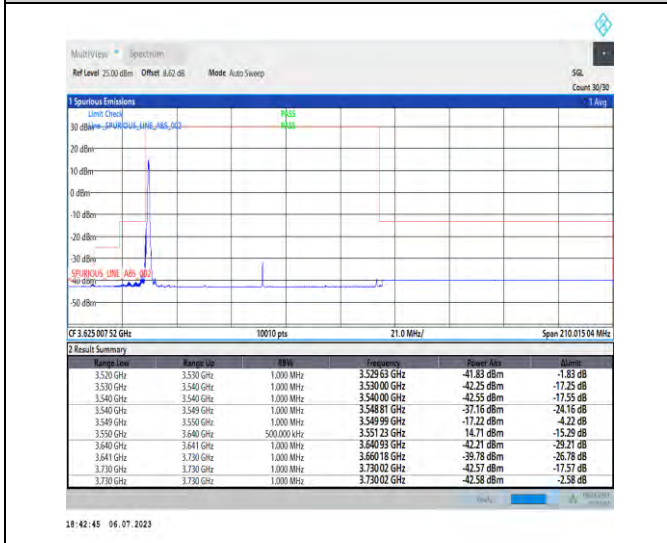 MultiView Spectrum
Ref Level 25.00 dBm Offset 8.62 dB Mode Auto Sweep SGL
Count 30/30
1 Spurious Emissions 1 Avg
Limit Check PASS
30 dBm Line _SPURIOUS_LINE_ABS_002 PASS
20 dBm
10 dBm
0 dBm
-10 dBm
-20 dBm
-30 dBm
_SPURIOUS_LINE_ABS_002
-40 dBm
-50 dBm
CF 3.625 007 52 GHz 10010 pts 21.0 MHz/ Span 210.015 04 MHz
2 Result Summary
Range Low Range Up RBW Frequency Power Abs ΔLimit
3.520 GHz 3.530 GHz 1.000 MHz 3.529 63 GHz -41.83 dBm -1.83 dB
3.530 GHz 3.540 GHz 1.000 MHz 3.530 00 GHz -42.25 dBm -17.25 dB
3.540 GHz 3.540 GHz 1.000 MHz 3.540 00 GHz -42.55 dBm -17.55 dB
3.540 GHz 3.549 GHz 1.000 MHz 3.548 81 GHz -37.16 dBm -24.16 dB
3.549 GHz 3.550 GHz 1.000 MHz 3.549 99 GHz -17.22 dBm -4.22 dB
3.550 GHz 3.640 GHz 500.000 kHz 3.551 23 GHz 14.71 dBm -15.29 dB
3.640 GHz 3.641 GHz 1.000 MHz 3.640 93 GHz -42.21 dBm -29.21 dB
3.641 GHz 3.730 GHz 1.000 MHz 3.660 18 GHz -39.78 dBm -26.78 dB
3.730 GHz 3.730 GHz 1.000 MHz 3.730 02 GHz -42.57 dBm -17.57 dB
3.730 GHz 3.730 GHz 1.000 MHz 3.730 02 GHz -42.58 dBm -2.58 dB
18:42:45 06.07.2023